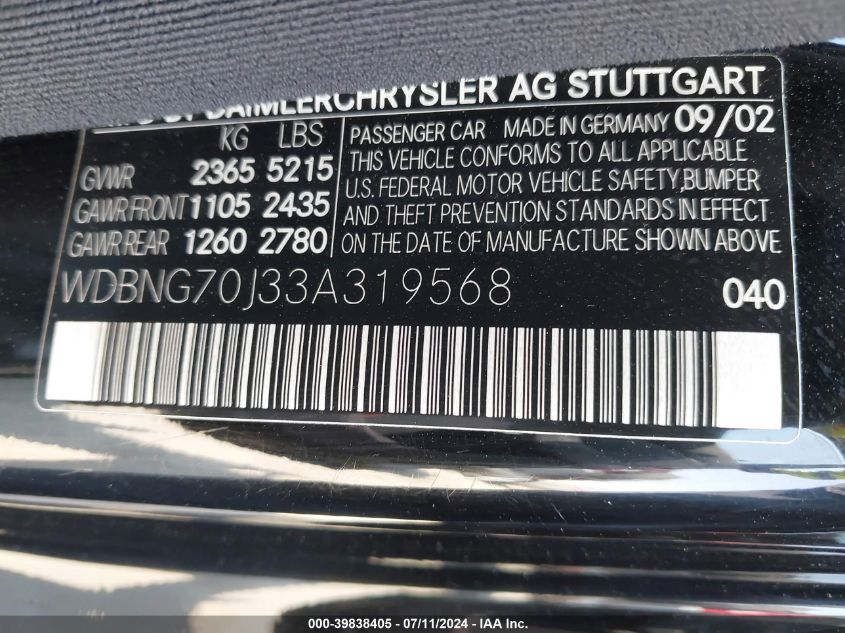 DAIMLERCHRYSLER AG STUTTGART
KG LBS
GVWR 2365 5215
GAWR FRONT 1105 2435
GAWR REAR 1260 2780
PASSENGER CAR MADE IN GERMANY 09/02
THIS VEHICLE CONFORMS TO ALL APPLICABLE
U.S. FEDERAL MOTOR VEHICLE SAFETY, BUMPER
AND THEFT PREVENTION STANDARDS IN EFFECT
ON THE DATE OF MANUFACTURE SHOWN ABOVE
WDBNG70J33A319568 040
000-39838405 - 07/11/2024 - IAA Inc.